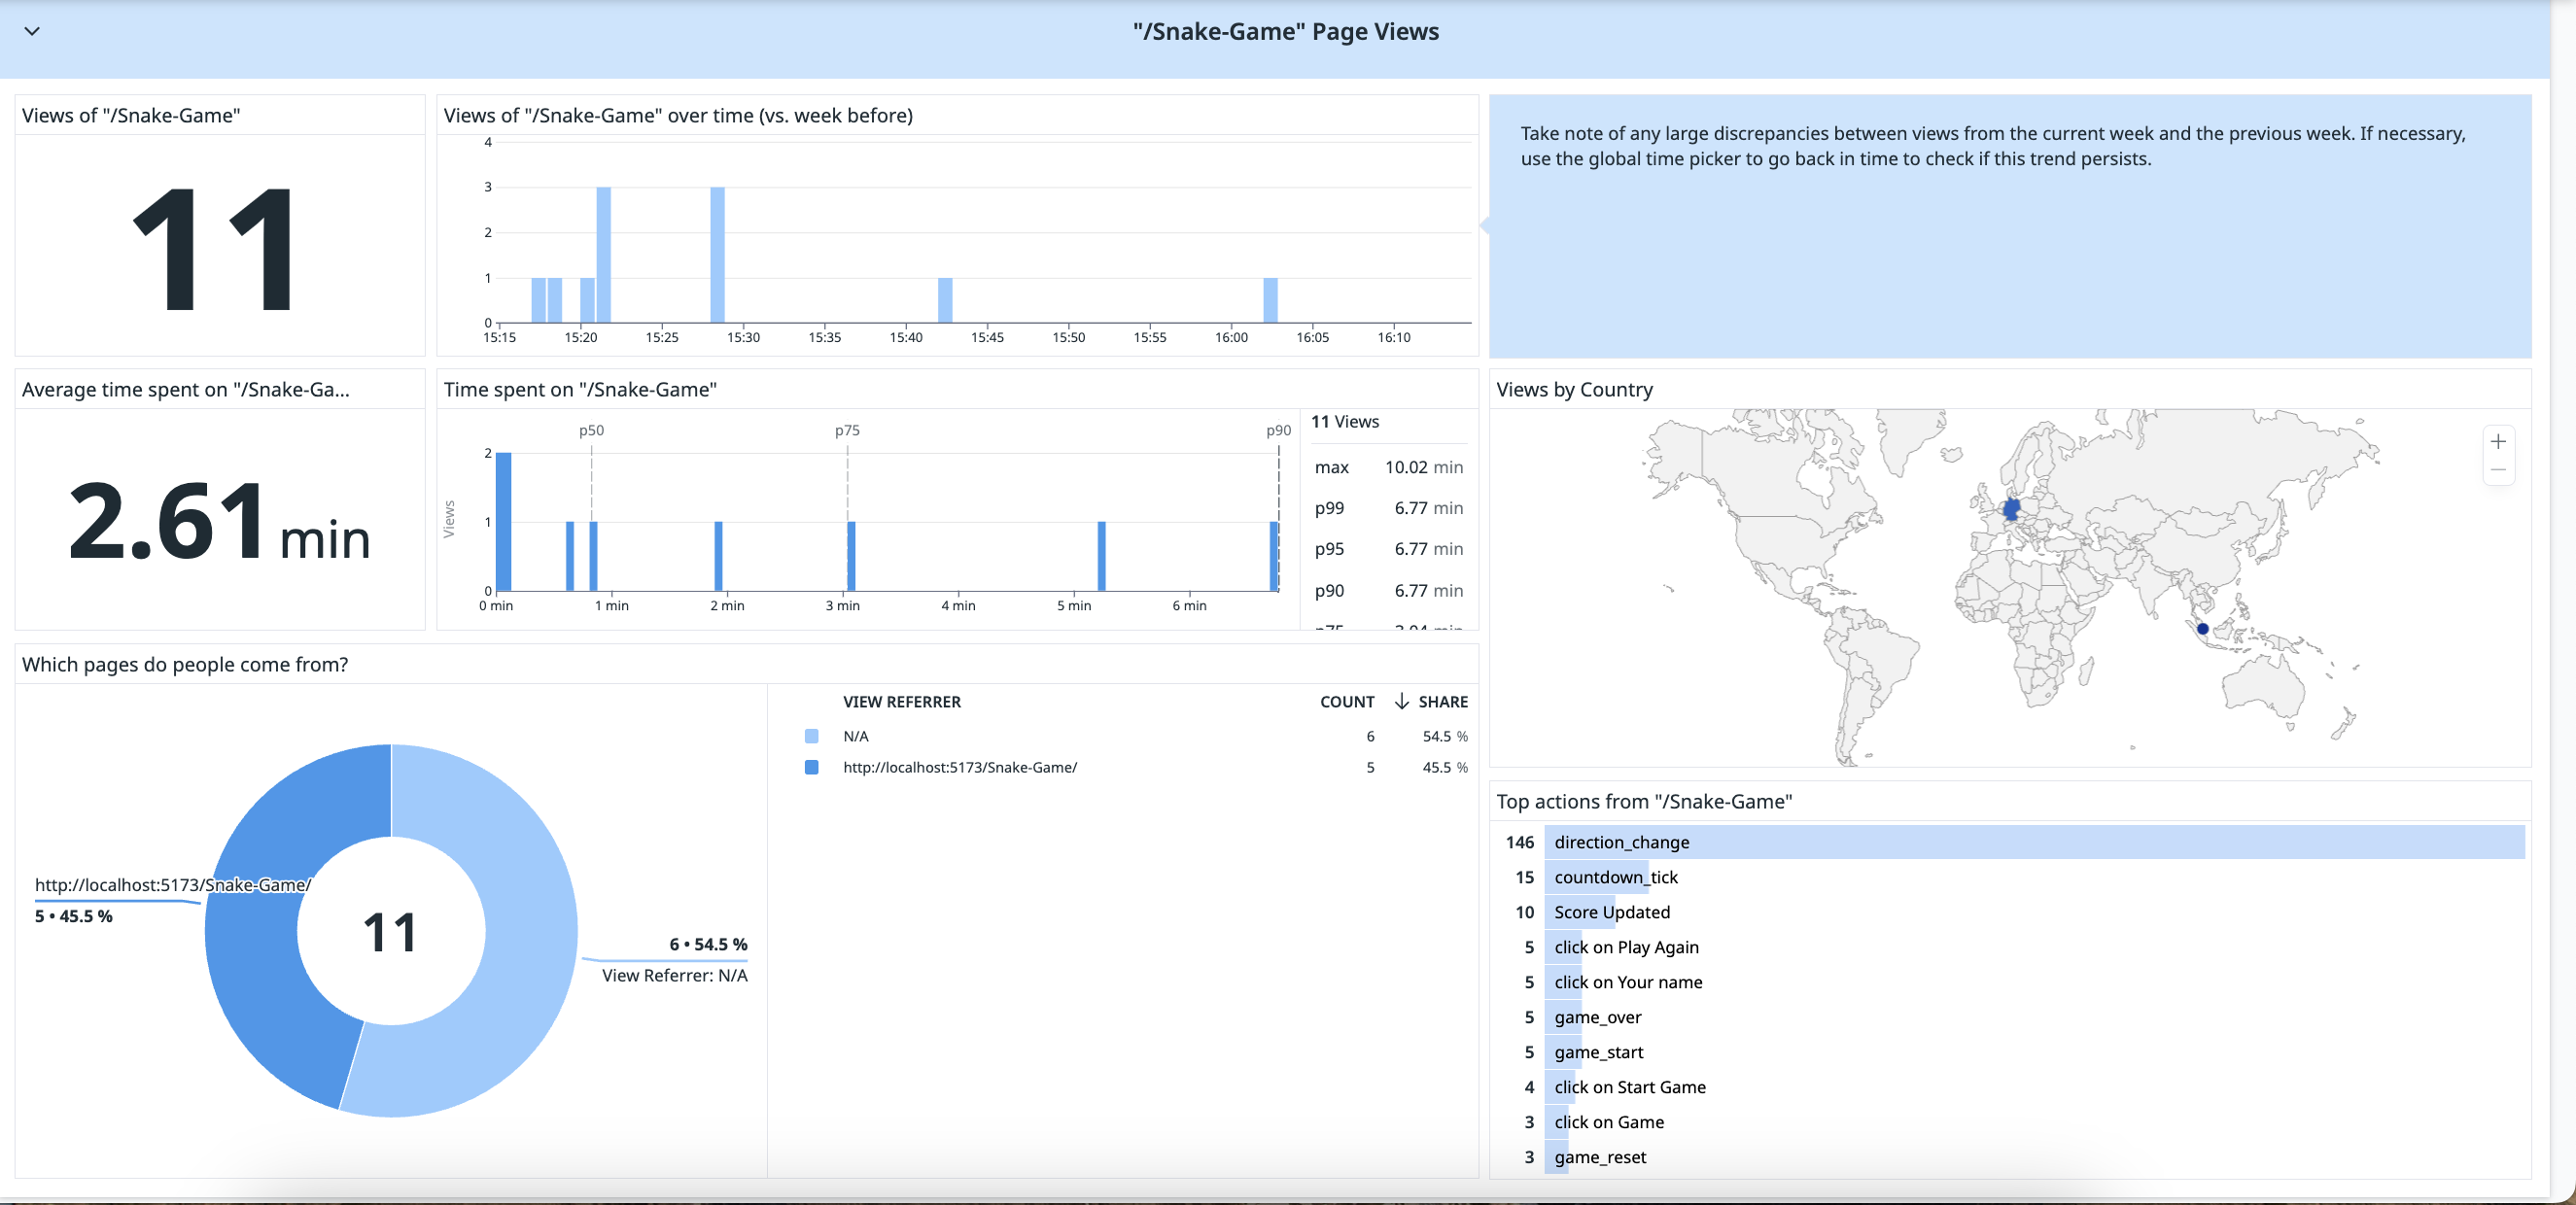 "/Snake-Game" Page Views
Views of "/Snake-Game"
11
Views of "/Snake-Game" over time (vs. week before)
4
3
2
1
0
15:15 15:20 15:25 15:30 15:35 15:40 15:45 15:50 15:55 16:00 16:05 16:10
Take note of any large discrepancies between views from the current week and the previous week. If necessary,
use the global time picker to go back in time to check if this trend persists.
Average time spent on "/Snake-Ga...
2.61 min
Time spent on "/Snake-Game"
p50 p75 p90
Views
2
1
0
0 min 1 min 2 min 3 min 4 min 5 min 6 min
11 Views
max 10.02 min
p99 6.77 min
p95 6.77 min
p90 6.77 min
Views by Country
Which pages do people come from?
http://localhost:5173/Snake-Game/
5 • 45.5 %
11
6 • 54.5 %
View Referrer: N/A
VIEW REFERRER COUNT SHARE
N/A 6 54.5 %
http://localhost:5173/Snake-Game/ 5 45.5 %
Top actions from "/Snake-Game"
146 direction_change
15 countdown_tick
10 Score Updated
5 click on Play Again
5 click on Your name
5 game_over
5 game_start
4 click on Start Game
3 click on Game
3 game_reset